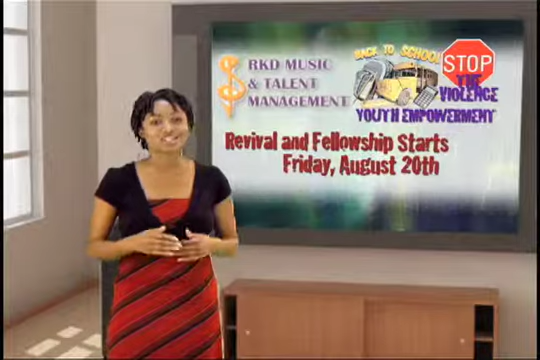 RKD MUSIC
& TALENT
MANAGEMENT
BACK TO SCHOOL
STOP
THE
VIOLENCE
YOUTH EMPOWERMENT
Revival and Fellowship Starts
Friday, August 20th